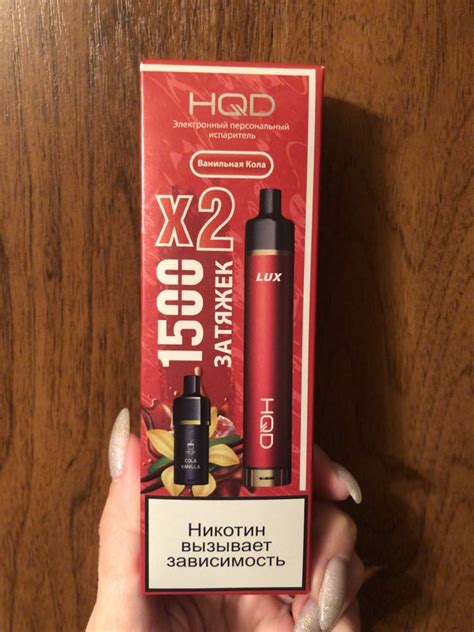 HQD
Электронный персональный
испаритель
Ванильная Кола
X2
1500
ЗАТЯЖЕК
LUX
HQD
COLA
VANILLA
Никотин
вызывает
зависимость